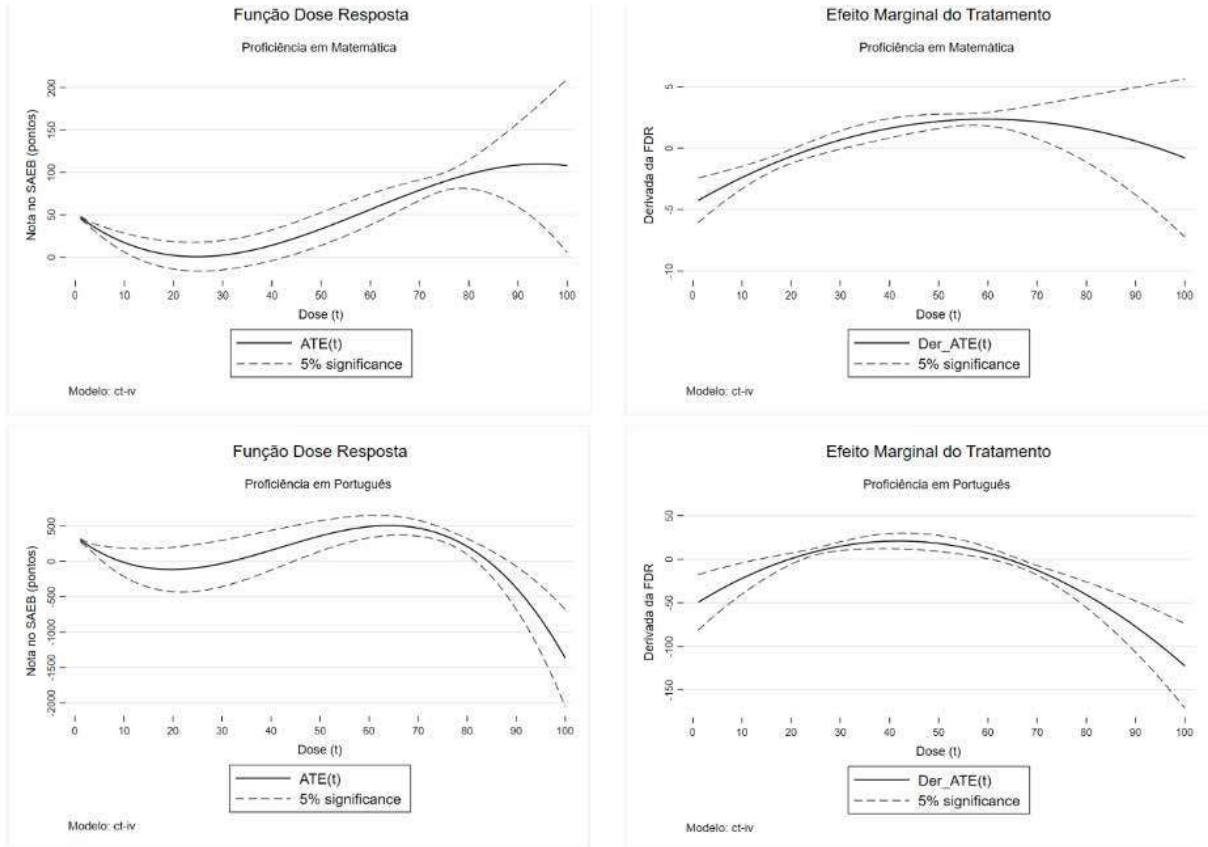 Função Dose Resposta
Proficiência em Matemática
Nota no SAEB (pontos)
200
150
100
50
0
0 10 20 30 40 50 60 70 80 90 100
Dose (t)
ATE(t)
5% significance
Modelo: ct-iv
Efeito Marginal do Tratamento
Proficiência em Matemática
Derivada da FDR
5
0
-5
-10
0 10 20 30 40 50 60 70 80 90 100
Dose (t)
Der_ATE(t)
5% significance
Modelo: ct-iv
Função Dose Resposta
Proficiência em Português
Nota no SAEB (pontos)
500
0
500
-1000
-1500
-2000
0 10 20 30 40 50 60 70 80 90 100
Dose (t)
ATE(t)
5% significance
Modelo: ct-iv
Efeito Marginal do Tratamento
Proficiência em Português
Derivada da FDR
50
0
-50
-100
-150
0 10 20 30 40 50 60 70 80 90 100
Dose (t)
Der_ATE(t)
5% significance
Modelo: ct-iv